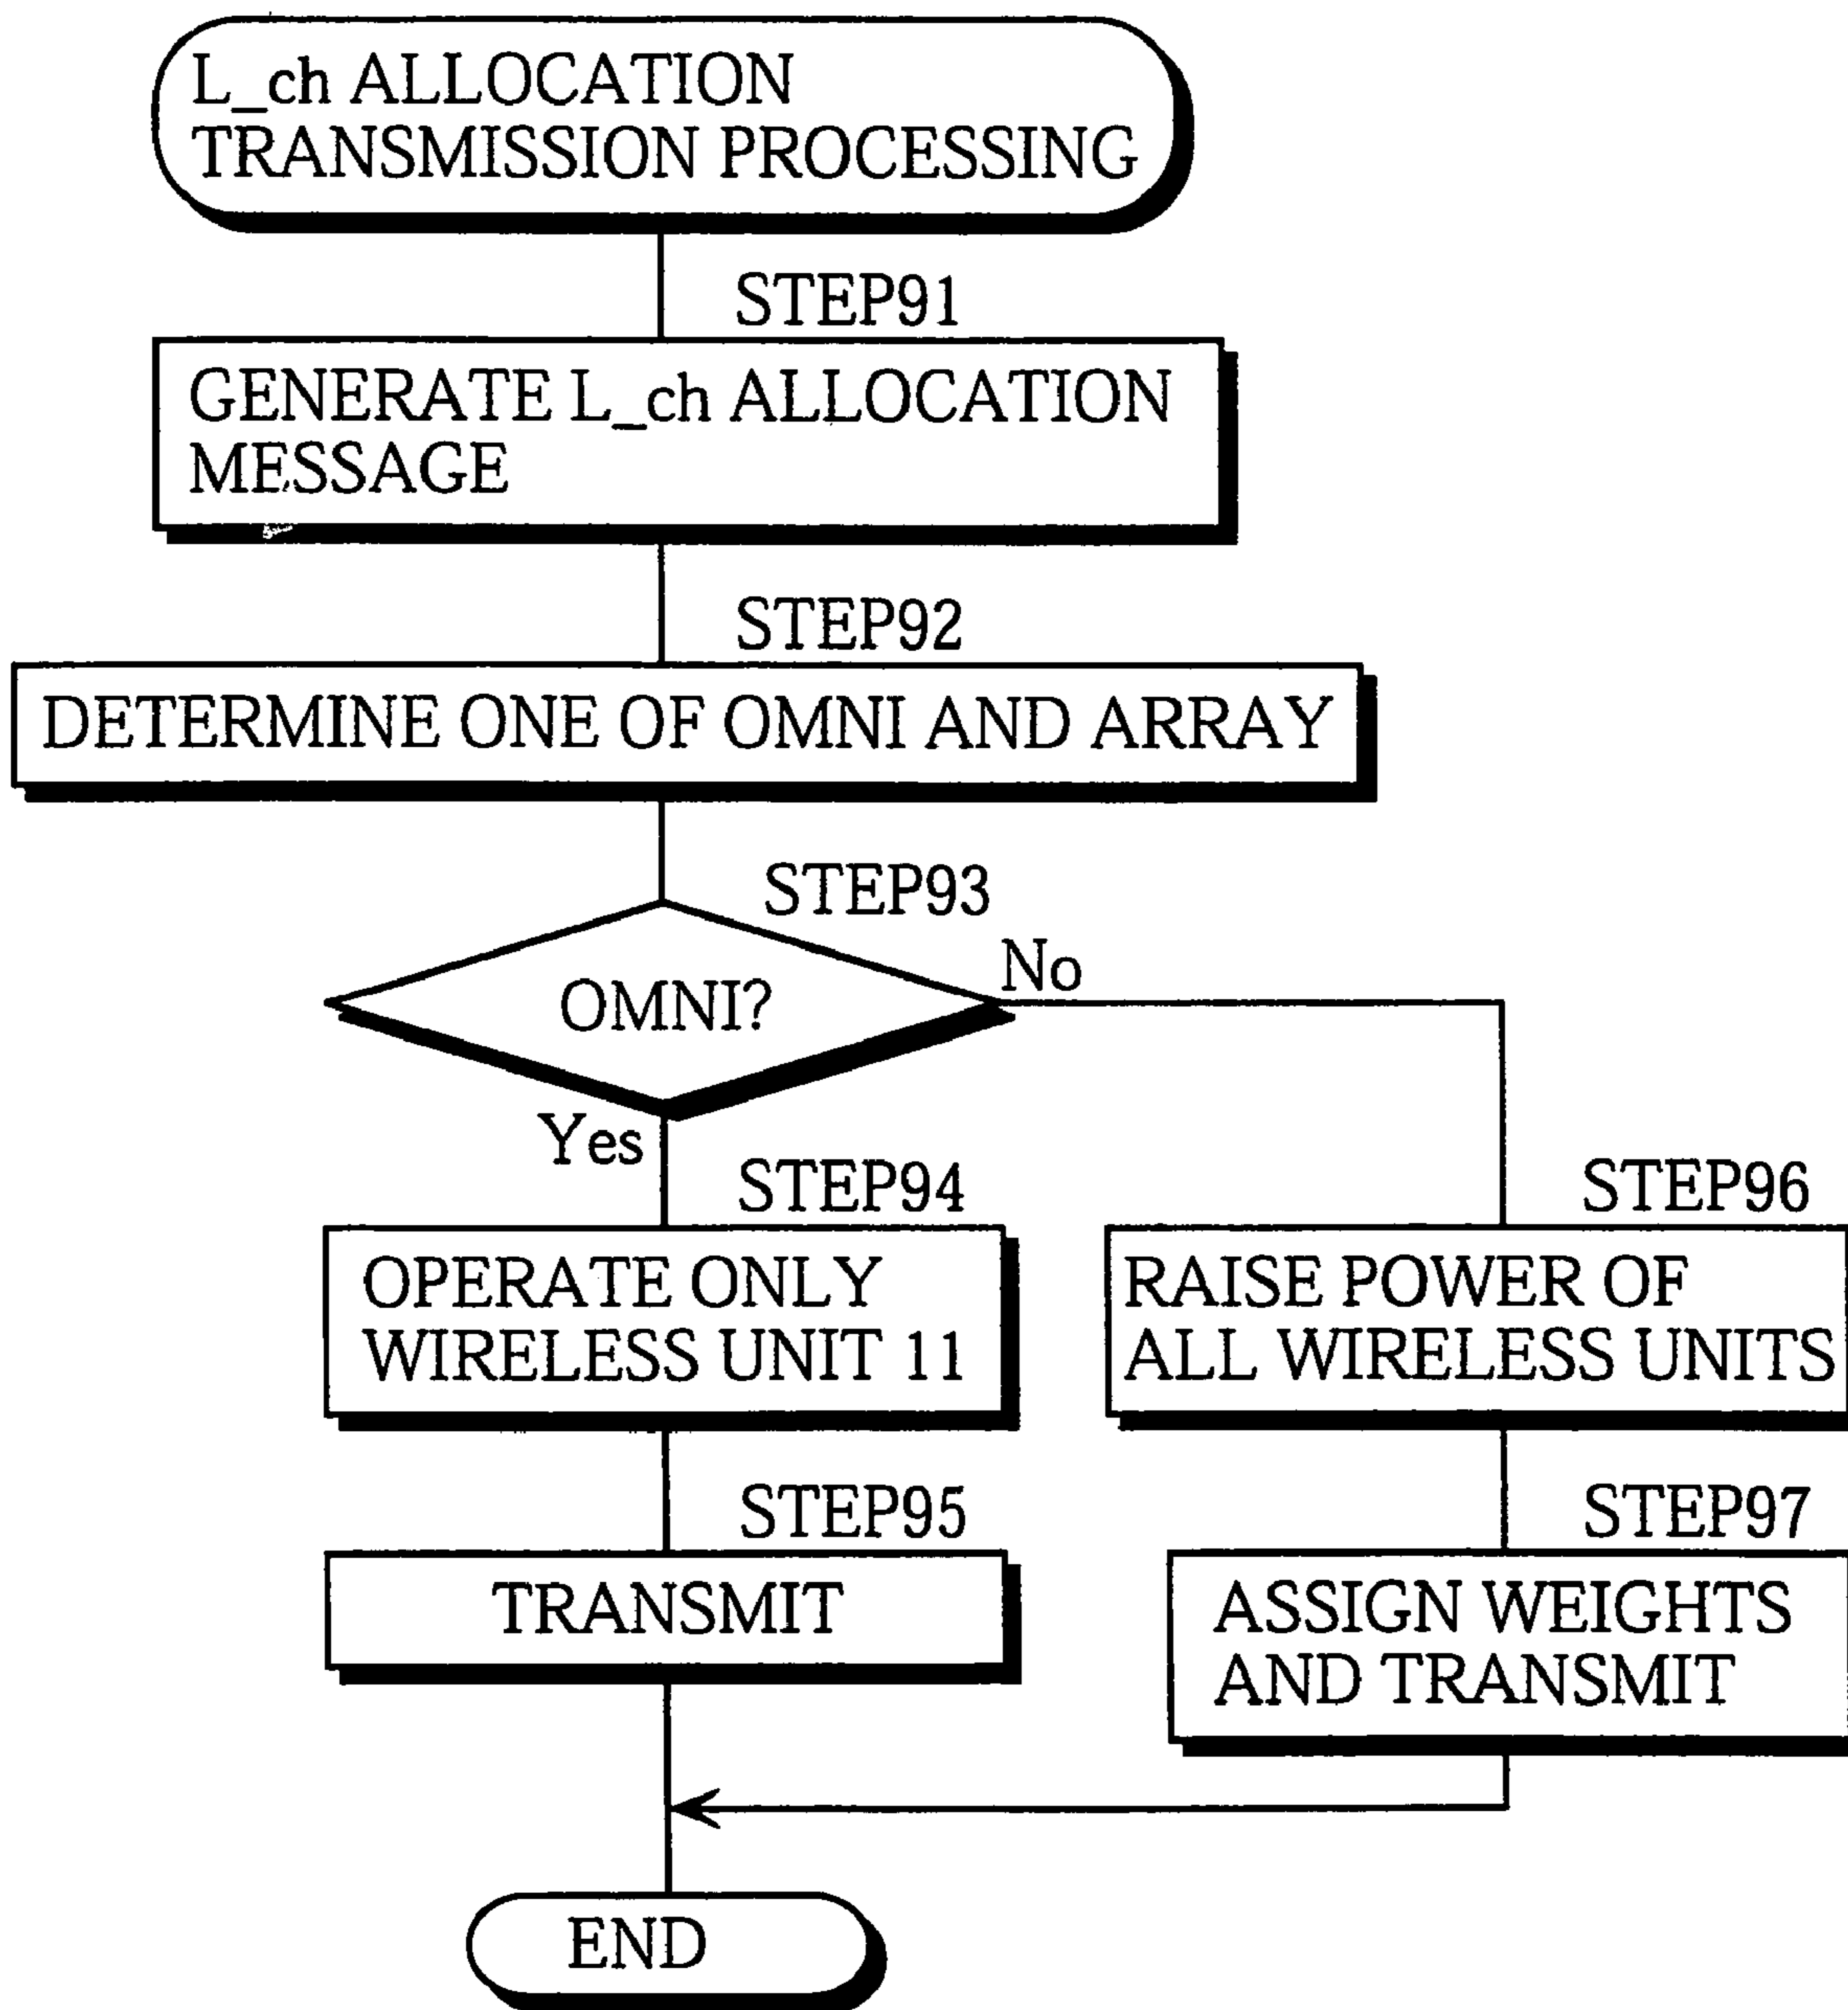 L_ch ALLOCATION
TRANSMISSION PROCESSING
STEP91
GENERATE L_ch ALLOCATION
MESSAGE
STEP92
DETERMINE ONE OF OMNI AND ARRAY
STEP93
OMNI?
No
Yes
STEP94
OPERATE ONLY
WIRELESS UNIT 11
STEP95
TRANSMIT
STEP96
RAISE POWER OF
ALL WIRELESS UNITS
STEP97
ASSIGN WEIGHTS
AND TRANSMIT
END